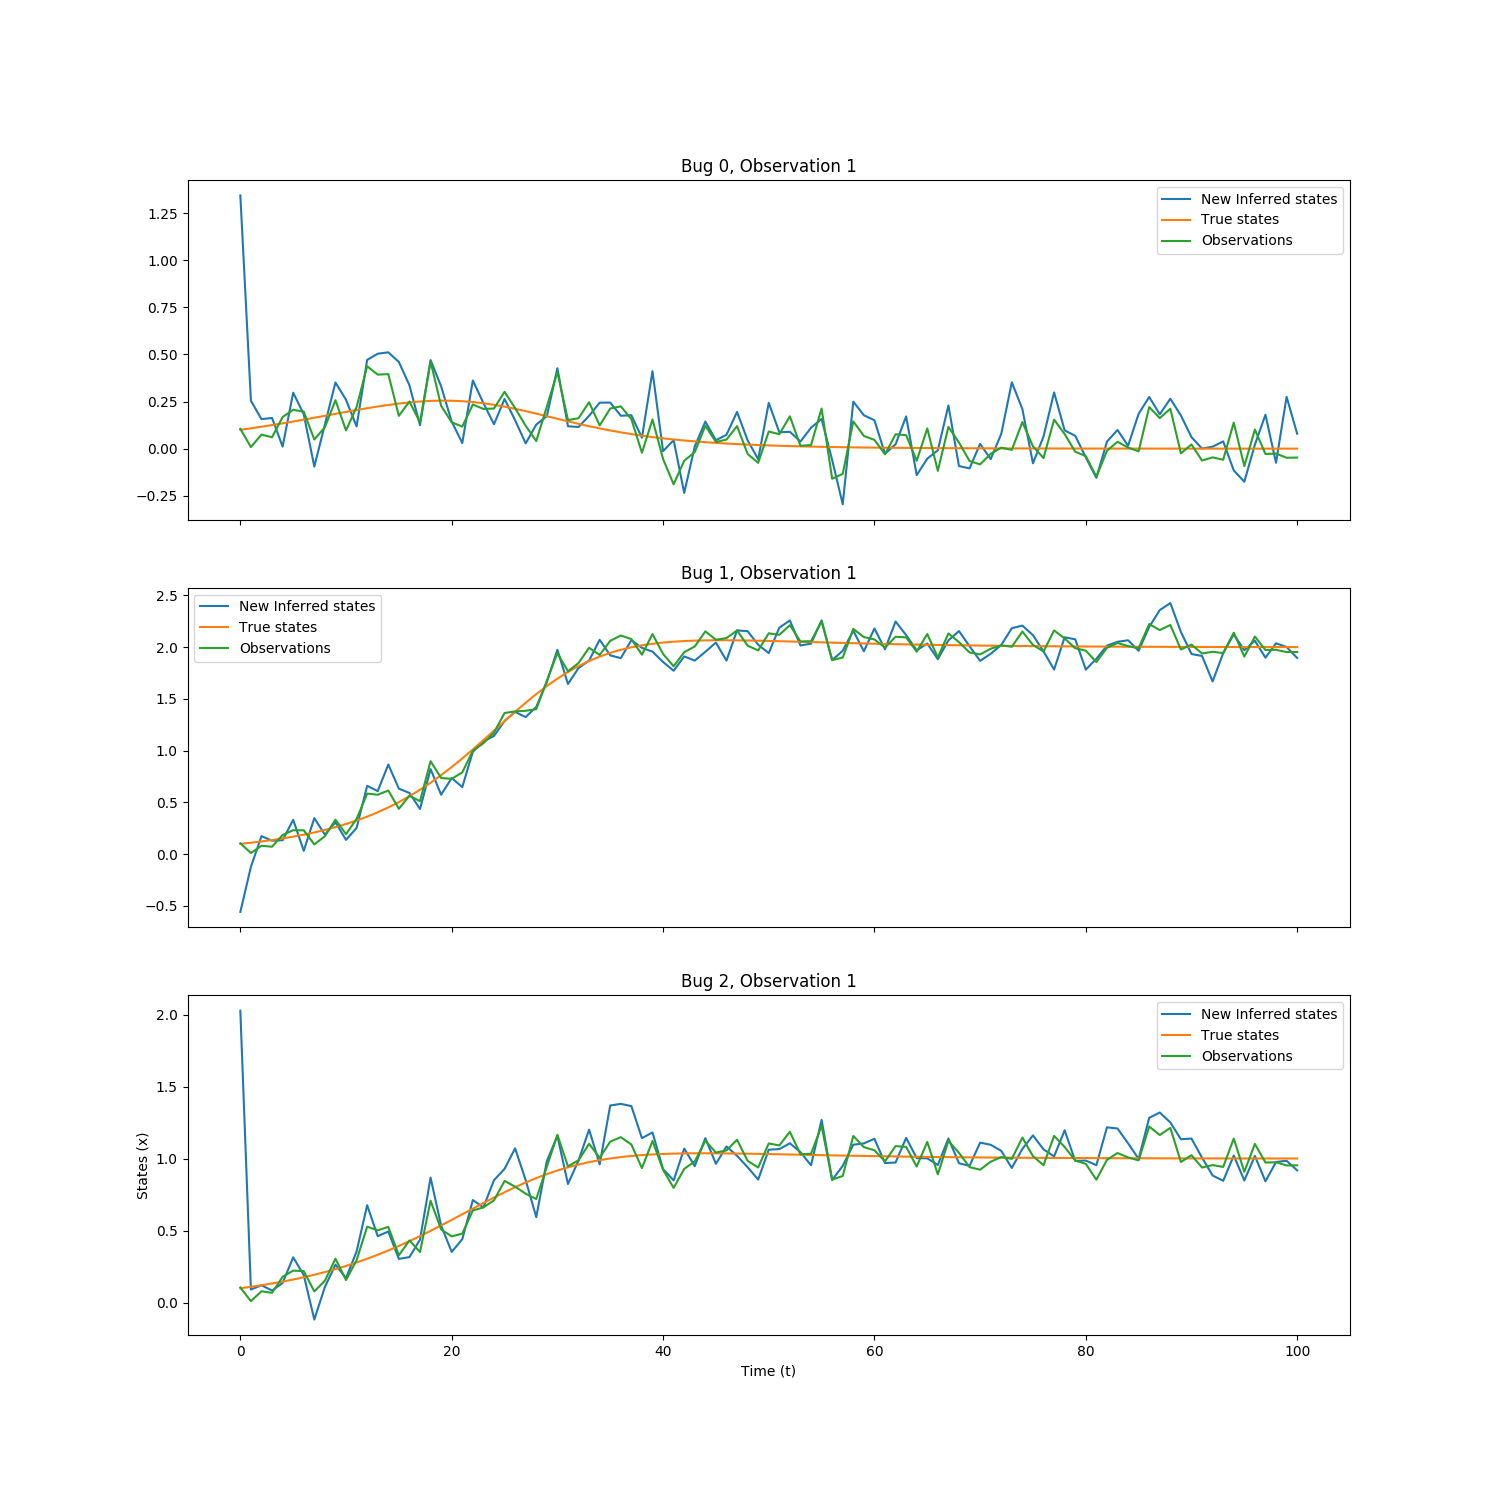 Bug 0, Observation 1
New Inferred states
True states
Observations
1.25
1.00
0.75
0.50
0.25
0.00
−0.25
Bug 1, Observation 1
New Inferred states
True states
Observations
2.5
2.0
1.5
1.0
0.5
0.0
−0.5
Bug 2, Observation 1
New Inferred states
True states
Observations
2.0
1.5
1.0
0.5
0.0
States (x)
0 20 40 60 80 100
Time (t)